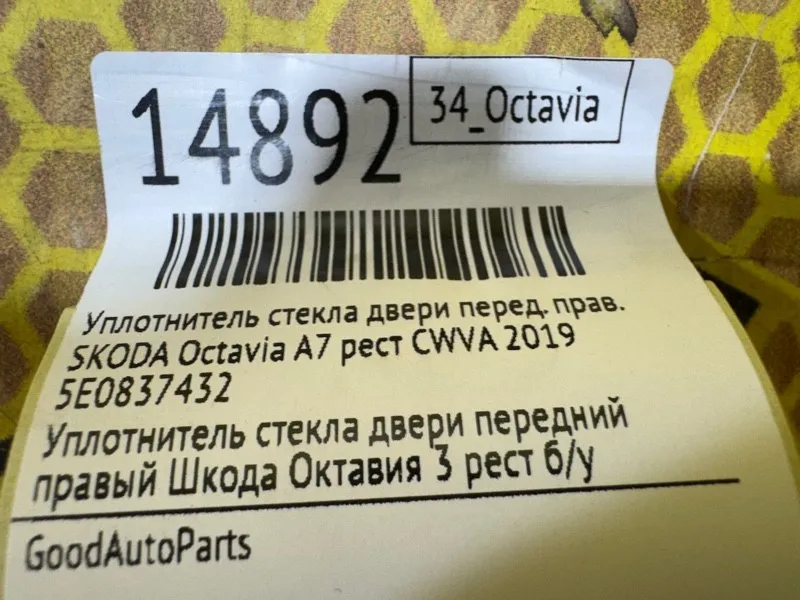 14892
34_Octavia
Уплотнитель стекла двери перед. прав.
SKODA Octavia A7 рест CWVA 2019
5E0837432
Уплотнитель стекла двери передний
правый Шкода Октавия 3 рест б/у
GoodAutoParts